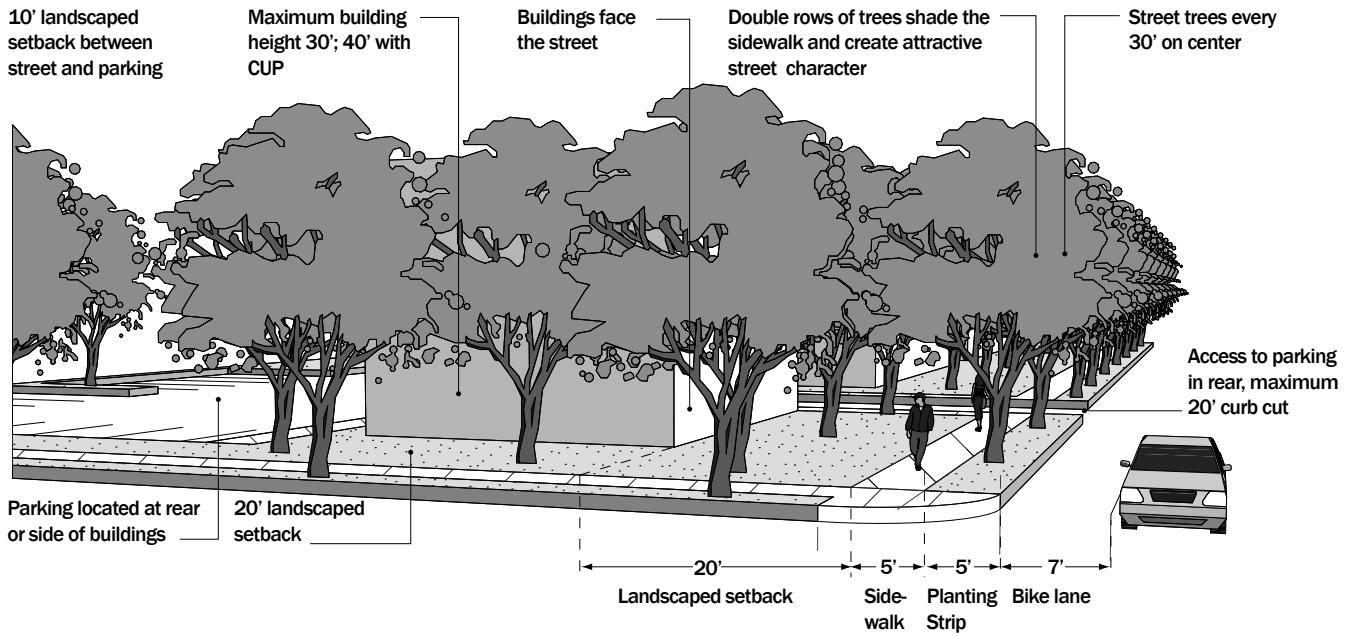 10’ landscaped
setback between
street and parking
Maximum building
height 30’; 40’ with
CUP
Buildings face
the street
Double rows of trees shade the
sidewalk and create attractive
street character
Street trees every
30’ on center
Access to parking
in rear, maximum
20’ curb cut
Parking located at rear
or side of buildings
20’ landscaped
setback
20’
5’
5’
7’
Landscaped setback
Side-
walk
Planting
Strip
Bike lane